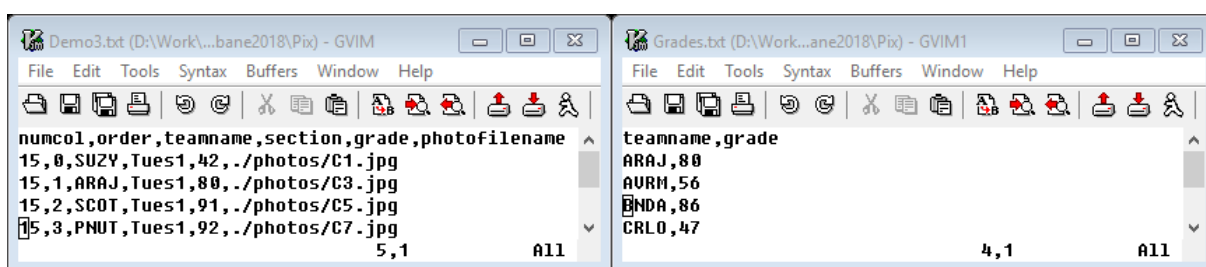 Demo3.txt (D:\Work\...bane2018\Pix) - GVIM
File Edit Tools Syntax Buffers Window Help
numcol,order,teamname,section,grade,photofilename
15,0,SUZY,Tues1,42,./photos/C1.jpg
15,1,ARAJ,Tues1,80,./photos/C3.jpg
15,2,SCOT,Tues1,91,./photos/C5.jpg
15,3,PNUT,Tues1,92,./photos/C7.jpg
5,1 All
Grades.txt (D:\Work...ane2018\Pix) - GVIM1
File Edit Tools Syntax Buffers Window Help
teamname,grade
ARAJ,80
AVRM,56
BNDA,86
CRLO,47
4,1 All